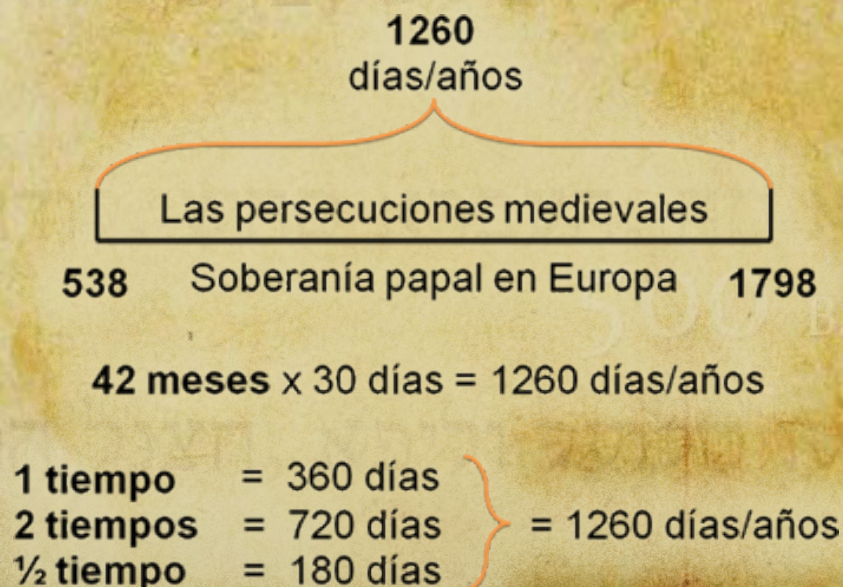 1260
días/años
Las persecuciones medievales
538 Soberanía papal en Europa 1798
42 meses x 30 días = 1260 días/años
1 tiempo = 360 días
2 tiempos = 720 días = 1260 días/años
½ tiempo = 180 días